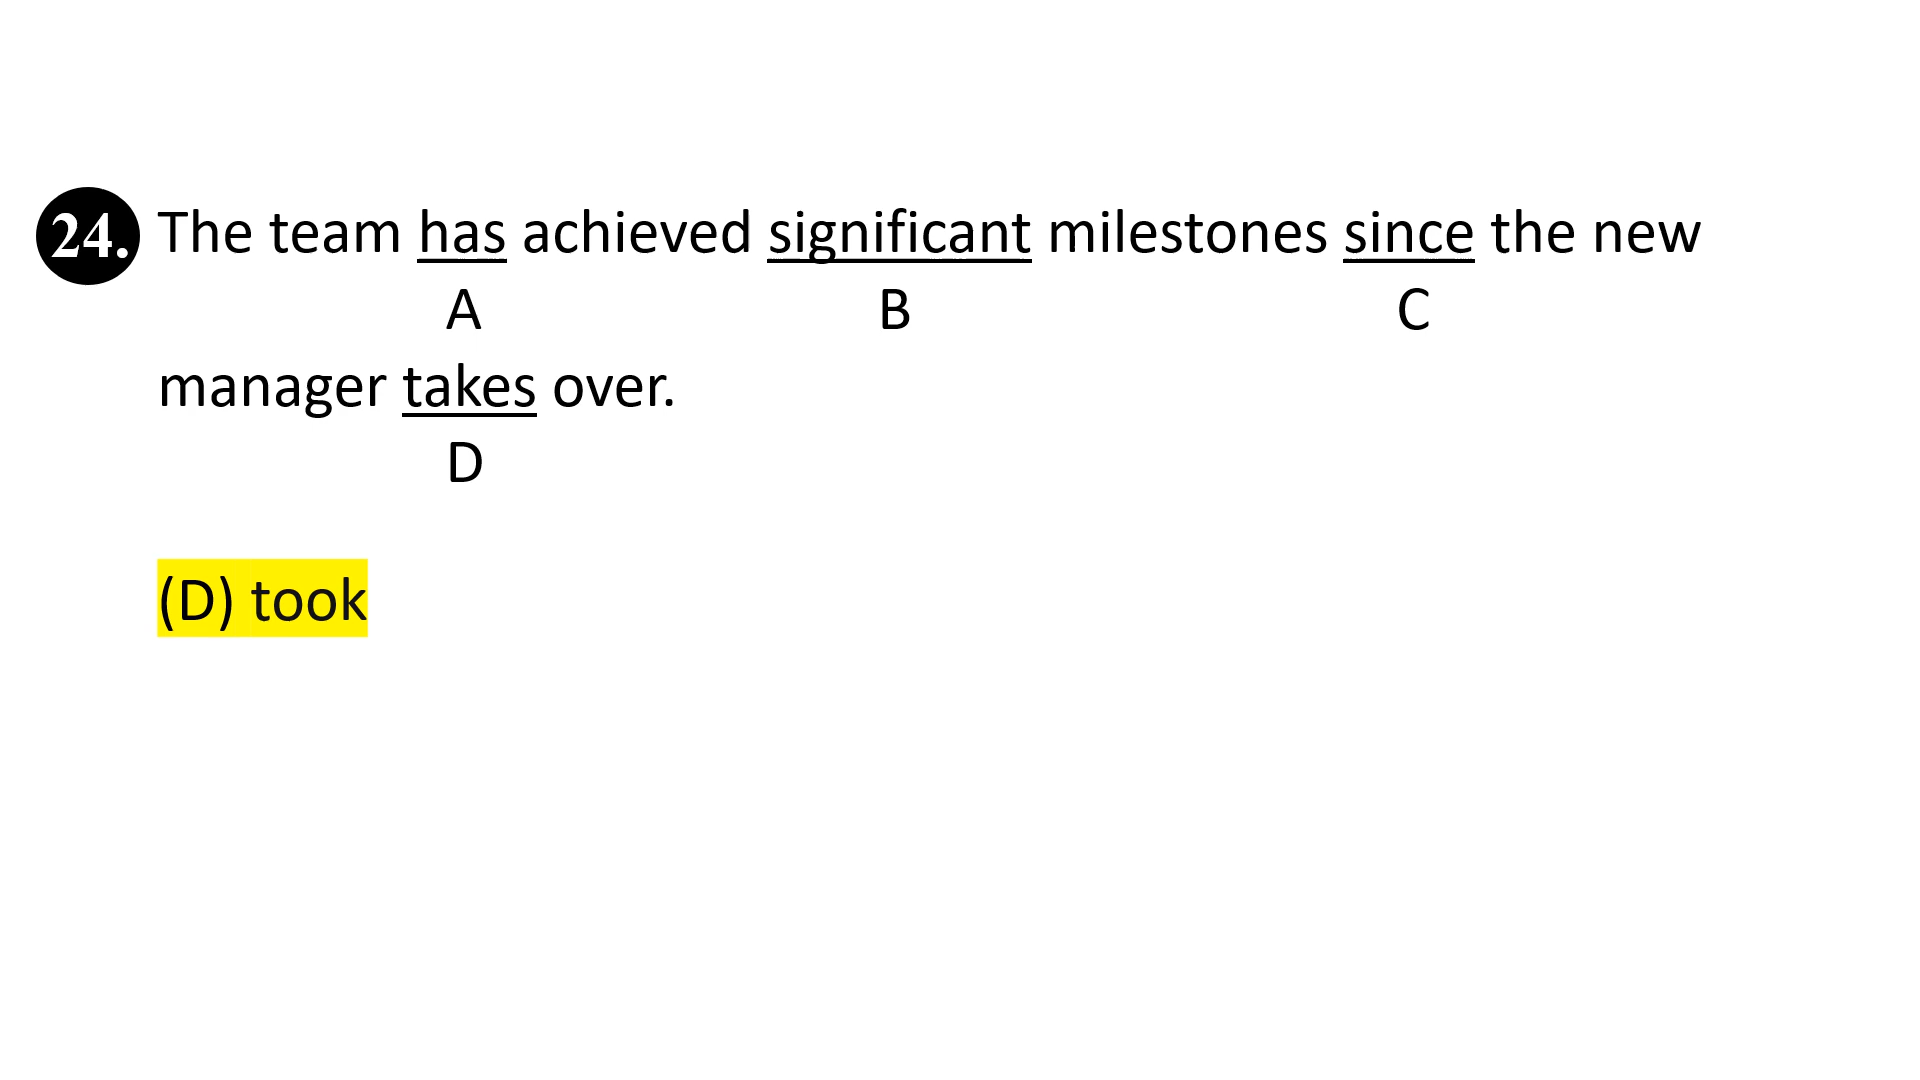 24. The team has achieved significant milestones since the new
A B C
manager takes over.
D
(D) took